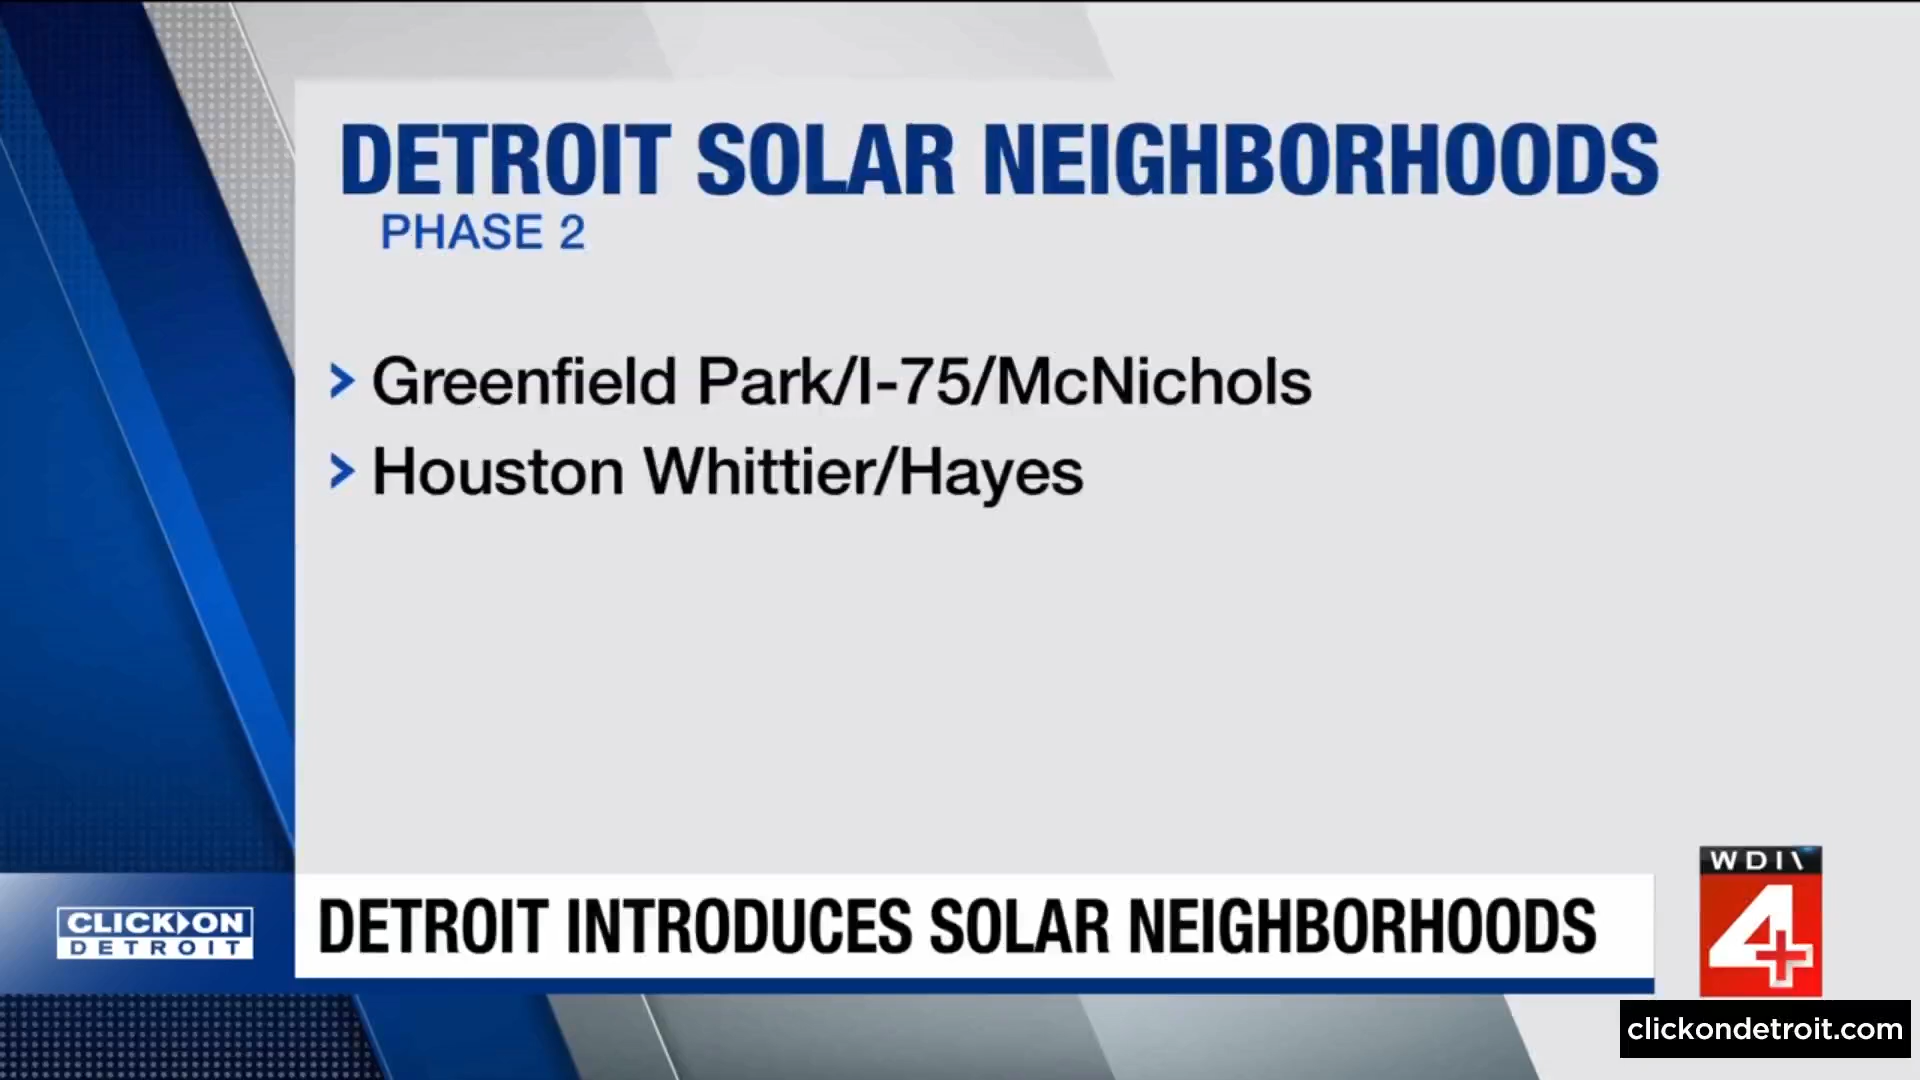 DETROIT SOLAR NEIGHBORHOODS
PHASE 2
> Greenfield Park/I-75/McNichols
> Houston Whittier/Hayes
CLICK ON
DETROIT
DETROIT INTRODUCES SOLAR NEIGHBORHOODS
WDIV
4+
clickondetroit.com